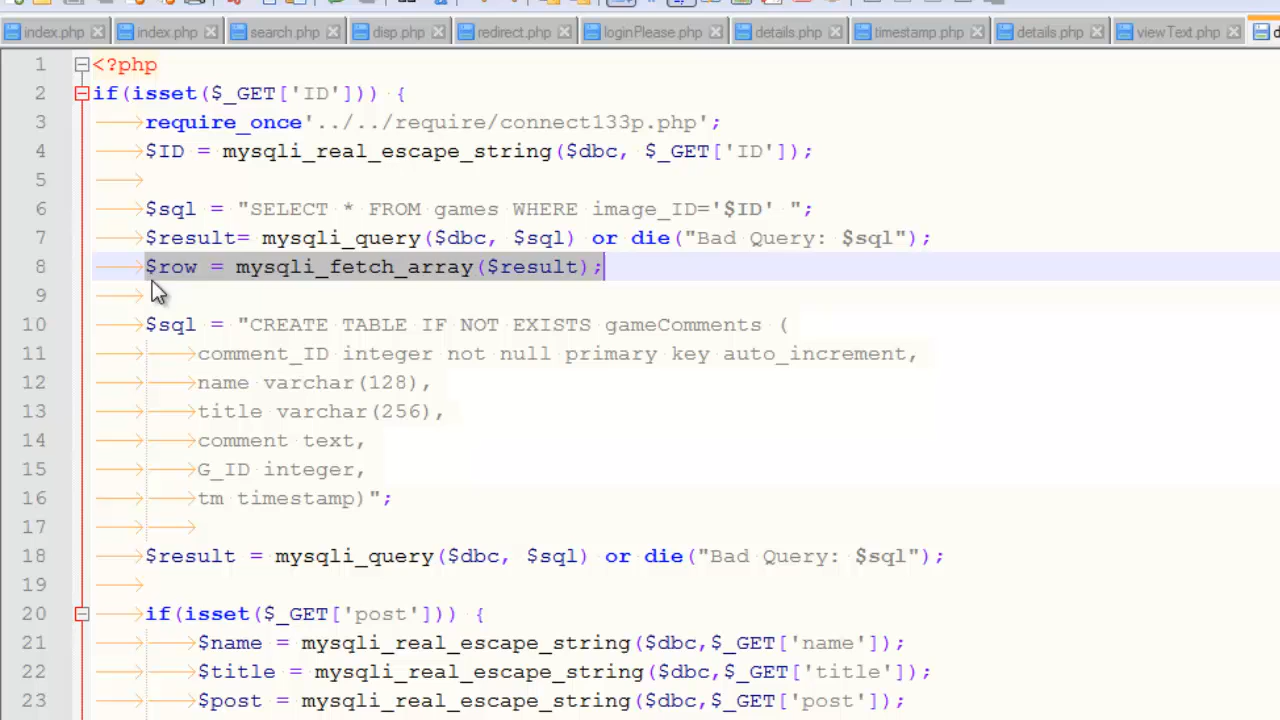 index.php index.php search.php disp.php redirect.php loginPlease.php details.php timestamp.php details.php viewText.php d
1 <?php
2 if(isset($_GET['ID'])) {
3 require_once'../../require/connect133p.php';
4 $ID = mysqli_real_escape_string($dbc, $_GET['ID']);
5
6 $sql = "SELECT * FROM games WHERE image_ID='$ID' ";
7 $result= mysqli_query($dbc, $sql) or die("Bad Query: $sql");
8 $row = mysqli_fetch_array($result);
9
10 $sql = "CREATE TABLE IF NOT EXISTS gameComments (
11 comment_ID integer not null primary key auto_increment,
12 name varchar(128),
13 title varchar(256),
14 comment text,
15 G_ID integer,
16 tm timestamp)";
17
18 $result = mysqli_query($dbc, $sql) or die("Bad Query: $sql");
19
20 if(isset($_GET['post'])) {
21 $name = mysqli_real_escape_string($dbc,$_GET['name']);
22 $title = mysqli_real_escape_string($dbc,$_GET['title']);
23 $post = mysqli_real_escape_string($dbc,$_GET['post']);